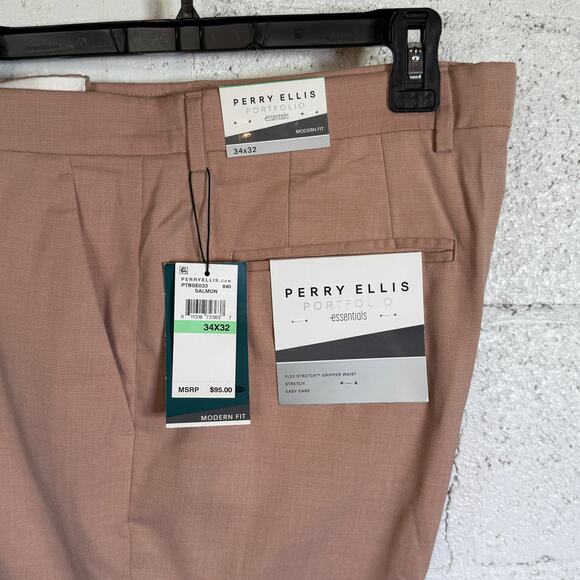 PERRY ELLIS
PORTFOLIO
essentials
MODERN FIT
34x32
PERRYELLIS.COM
PTBSE033 840
SALMON
34X32
MSRP $95.00
MODERN FIT
PERRY ELLIS
PORTFOLIO
essentials
FLEX STRETCH™ GRIPPER WAIST
STRETCH
EASY CARE